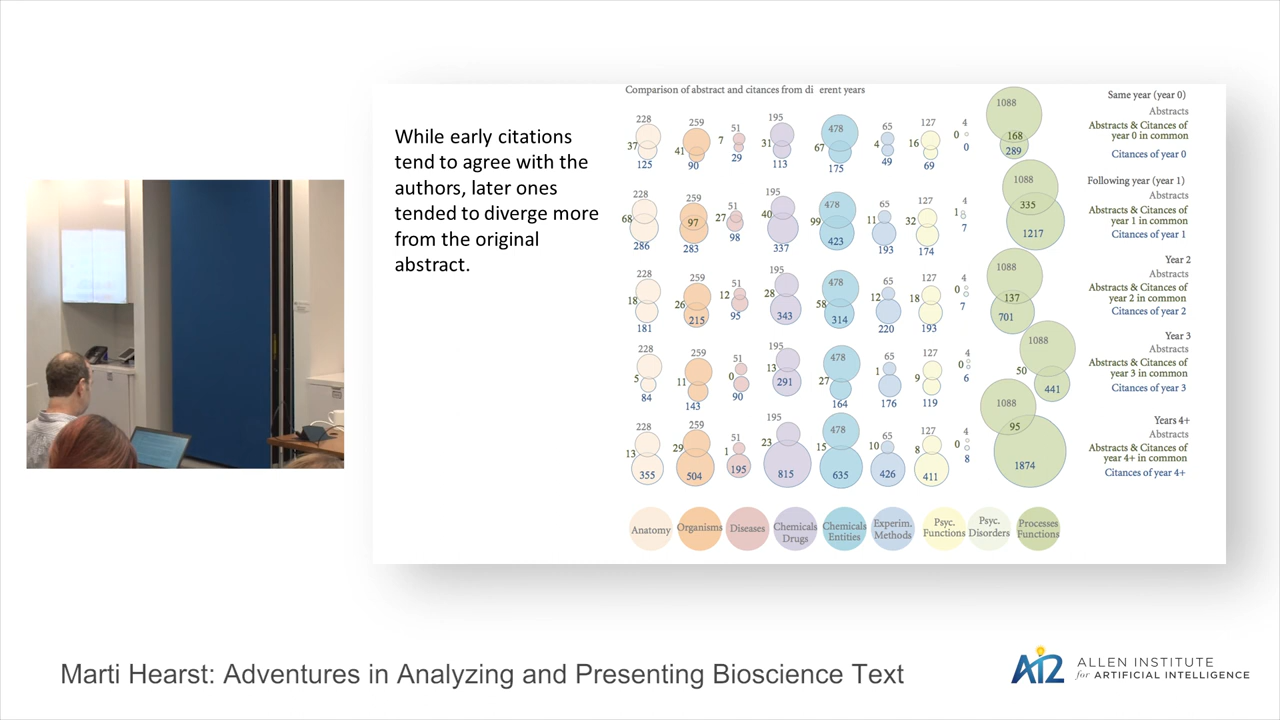 Comparison of abstract and citances from di erent years
While early citations
tend to agree with the
authors, later ones
tended to diverge more
from the original
abstract.
228 259 51 195 478 65 127 4 1088
37 41 7 31 67 4 16 0 168
125 90 29 113 175 49 69 0 289
Same year (year 0)
Abstracts
Abstracts & Citances of
year 0 in common
Citances of year 0
228 259 51 195 478 65 127 4 1088
68 97 27 40 99 11 32 1 335
286 283 98 337 423 193 174 7 1217
Following year (year 1)
Abstracts
Abstracts & Citances of
year 1 in common
Citances of year 1
228 259 51 195 478 65 127 4 1088
18 26 12 28 58 12 18 0 137
181 215 95 343 314 220 193 7 701
Year 2
Abstracts
Abstracts & Citances of
year 2 in common
Citances of year 2
228 259 51 195 478 65 127 4 1088
5 11 0 13 27 1 9 0 50
84 143 90 291 164 176 119 6 441
Year 3
Abstracts
Abstracts & Citances of
year 3 in common
Citances of year 3
228 259 51 195 478 65 127 4 1088
13 29 1 23 15 10 8 0 95
355 504 195 815 635 426 411 8 1874
Years 4+
Abstracts
Abstracts & Citances of
year 4+ in common
Citances of year 4+
Anatomy
Organisms
Diseases
Chemicals
Drugs
Chemicals
Entities
Experim.
Methods
Psyc.
Functions
Psyc.
Disorders
Processes
Functions
Marti Hearst: Adventures in Analyzing and Presenting Bioscience Text
AI2
ALLEN INSTITUTE
for ARTIFICIAL INTELLIGENCE